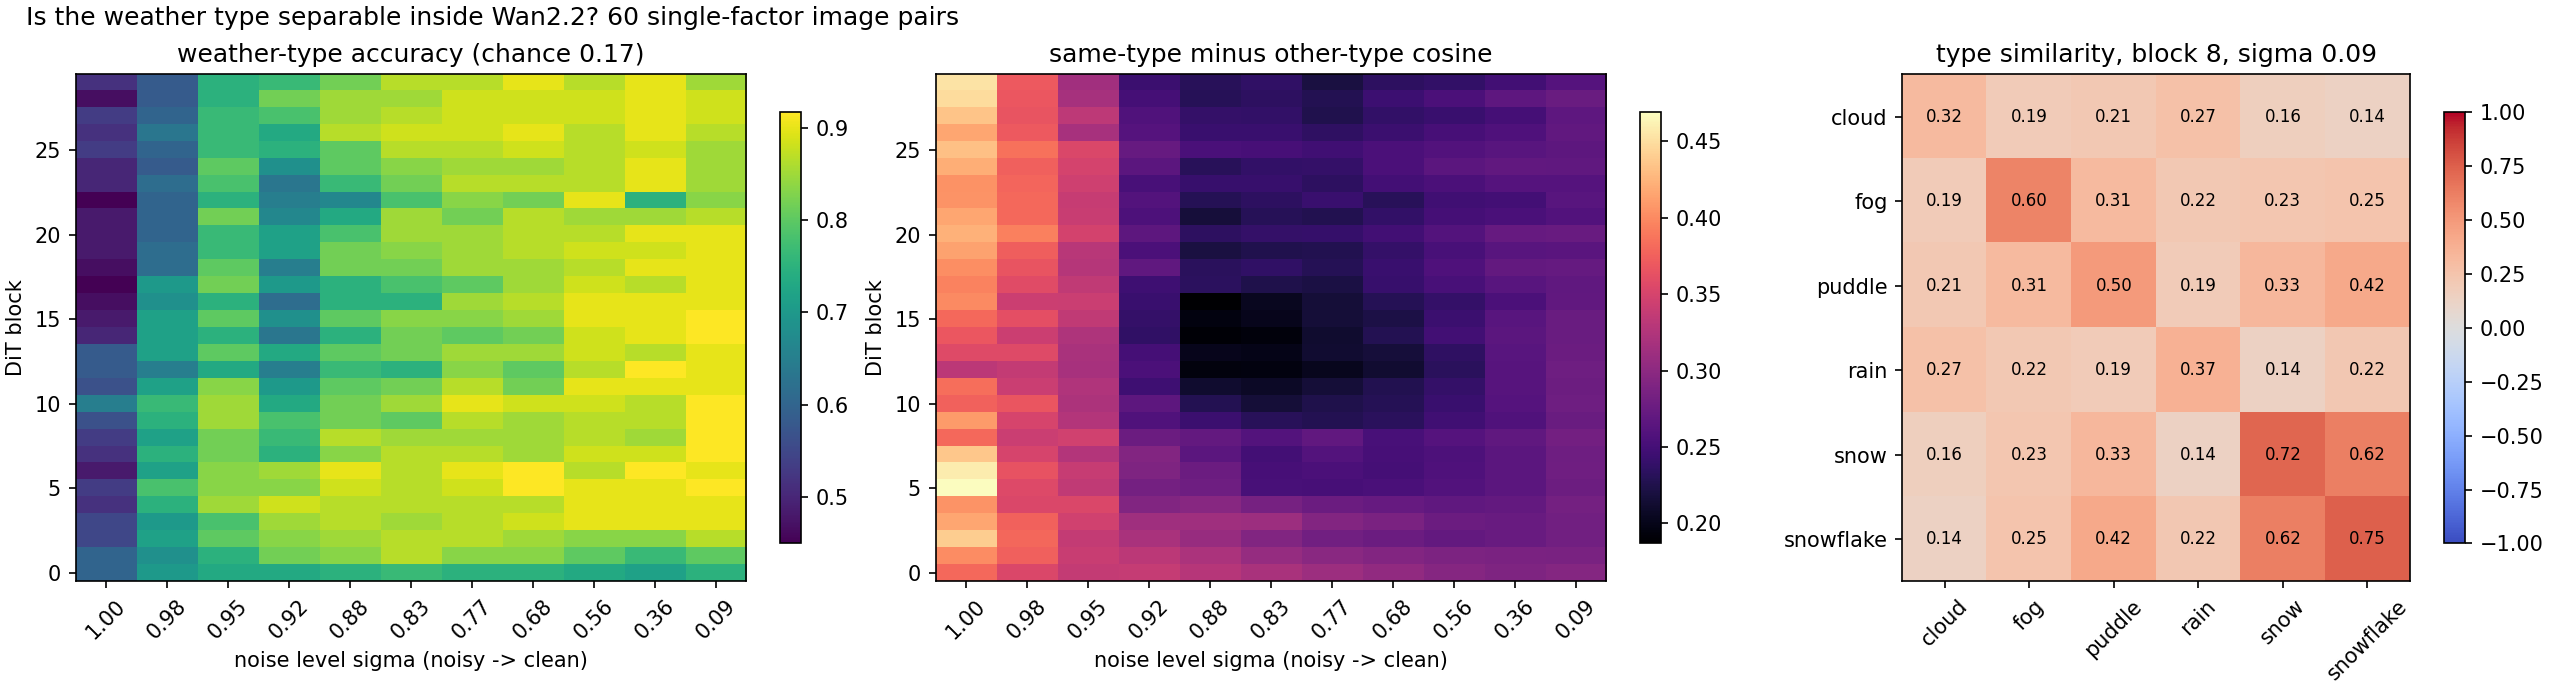 Is the weather type separable inside Wan2.2? 60 single-factor image pairs
weather-type accuracy (chance 0.17)
DiT block
25
20
15
10
5
0
1.00 0.98 0.95 0.92 0.88 0.83 0.77 0.68 0.56 0.36 0.09
noise level sigma (noisy -> clean)
0.9
0.8
0.7
0.6
0.5
same-type minus other-type cosine
DiT block
25
20
15
10
5
0
1.00 0.98 0.95 0.92 0.88 0.83 0.77 0.68 0.56 0.36 0.09
noise level sigma (noisy -> clean)
0.45
0.40
0.35
0.30
0.25
0.20
type similarity, block 8, sigma 0.09
cloud 0.32 0.19 0.21 0.27 0.16 0.14
fog 0.19 0.60 0.31 0.22 0.23 0.25
puddle 0.21 0.31 0.50 0.19 0.33 0.42
rain 0.27 0.22 0.19 0.37 0.14 0.22
snow 0.16 0.23 0.33 0.14 0.72 0.62
snowflake 0.14 0.25 0.42 0.22 0.62 0.75
cloud fog puddle rain snow snowflake
1.00
0.75
0.50
0.25
0.00
−0.25
−0.50
−0.75
−1.00